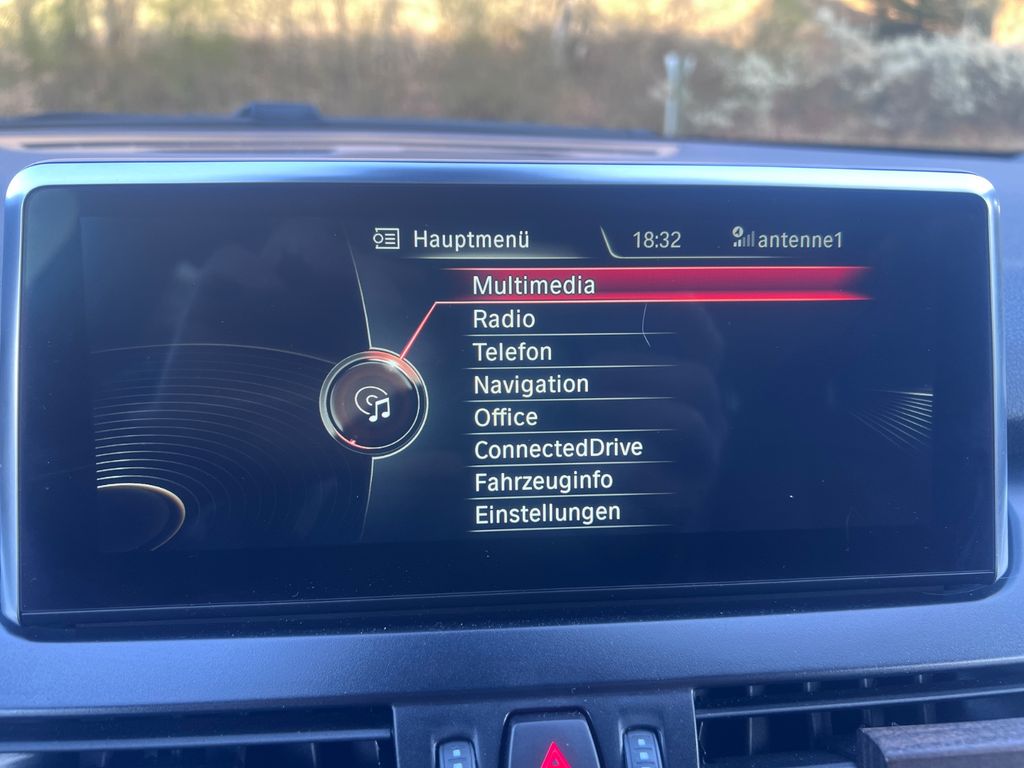 Hauptmenü 18:32 antenne1
Multimedia
Radio
Telefon
Navigation
Office
ConnectedDrive
Fahrzeuginfo
Einstellungen